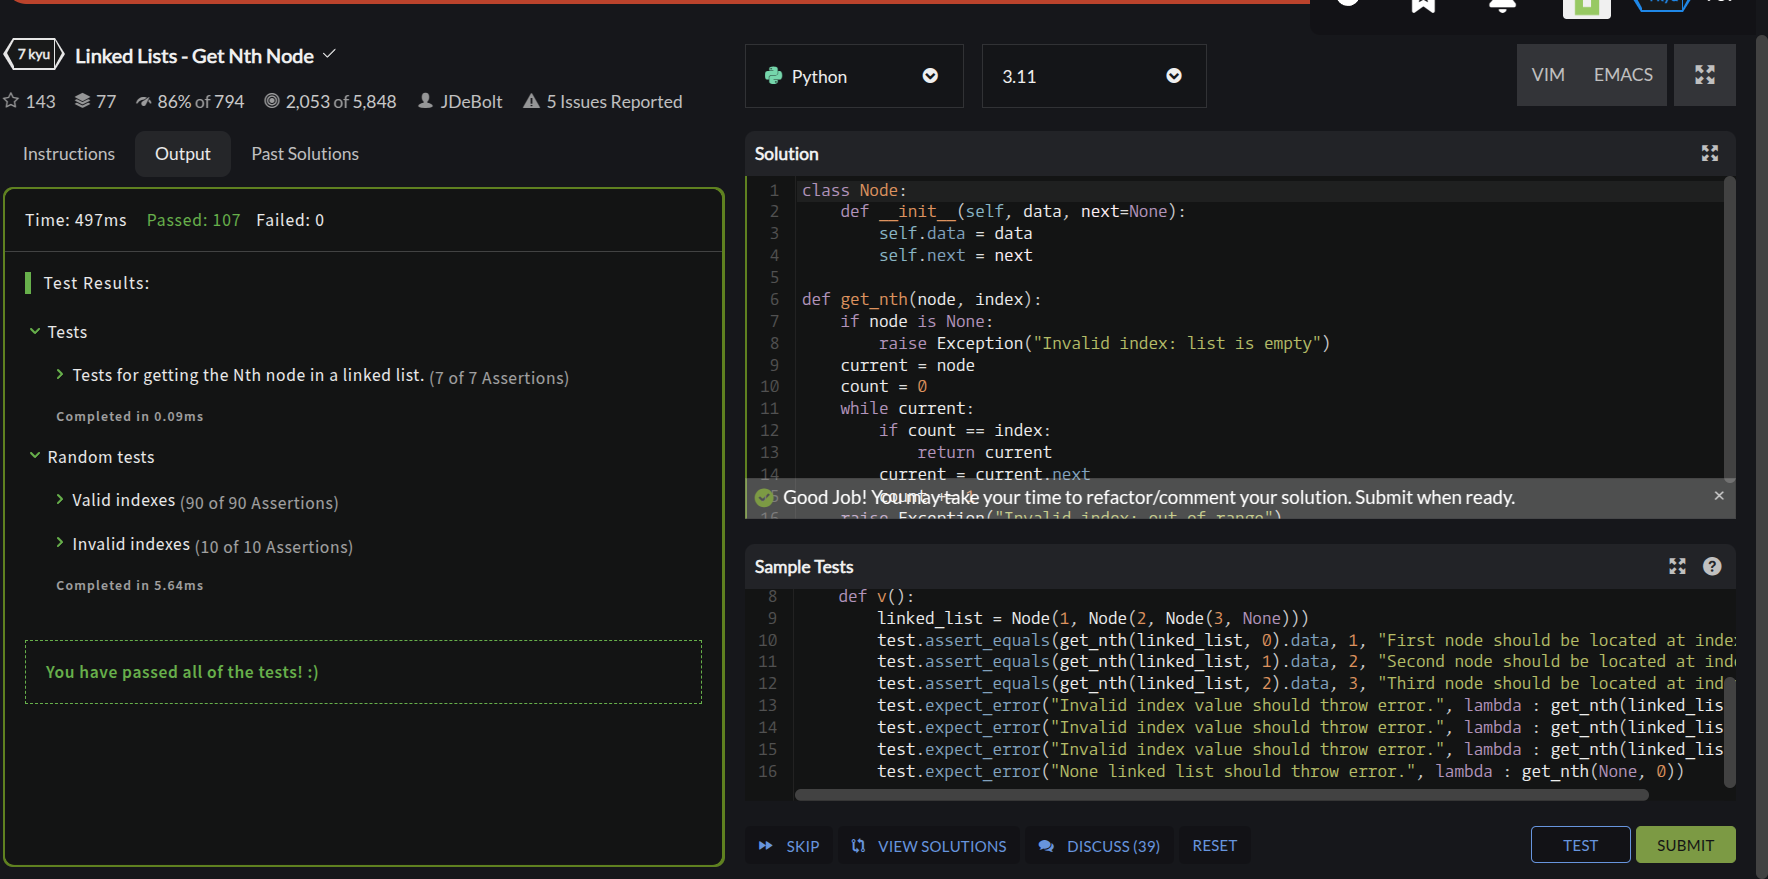 7 kyu
Linked Lists - Get Nth Node
143 77 86% of 794 2,053 of 5,848 JDeBolt 5 Issues Reported
Instructions Output Past Solutions
Time: 497ms Passed: 107 Failed: 0
Test Results:
Tests
Tests for getting the Nth node in a linked list. (7 of 7 Assertions)
Completed in 0.09ms
Random tests
Valid indexes (90 of 90 Assertions)
Invalid indexes (10 of 10 Assertions)
Completed in 5.64ms
You have passed all of the tests! :)
Python 3.11 VIM EMACS
Solution
1 class Node:
2     def __init__(self, data, next=None):
3         self.data = data
4         self.next = next
5
6 def get_nth(node, index):
7     if node is None:
8         raise Exception("Invalid index: list is empty")
9     current = node
10     count = 0
11     while current:
12         if count == index:
13             return current
14         current = current.next
Good Job! You may take your time to refactor/comment your solution. Submit when ready.
16     raise Exception("Invalid index: out of range")
Sample Tests
8     def v():
9         linked_list = Node(1, Node(2, Node(3, None)))
10         test.assert_equals(get_nth(linked_list, 0).data, 1, "First node should be located at inde
11         test.assert_equals(get_nth(linked_list, 1).data, 2, "Second node should be located at ind
12         test.assert_equals(get_nth(linked_list, 2).data, 3, "Third node should be located at ind
13         test.expect_error("Invalid index value should throw error.", lambda : get_nth(linked_lis
14         test.expect_error("Invalid index value should throw error.", lambda : get_nth(linked_lis
15         test.expect_error("Invalid index value should throw error.", lambda : get_nth(linked_lis
16         test.expect_error("None linked list should throw error.", lambda : get_nth(None, 0))
SKIP VIEW SOLUTIONS DISCUSS (39) RESET TEST SUBMIT